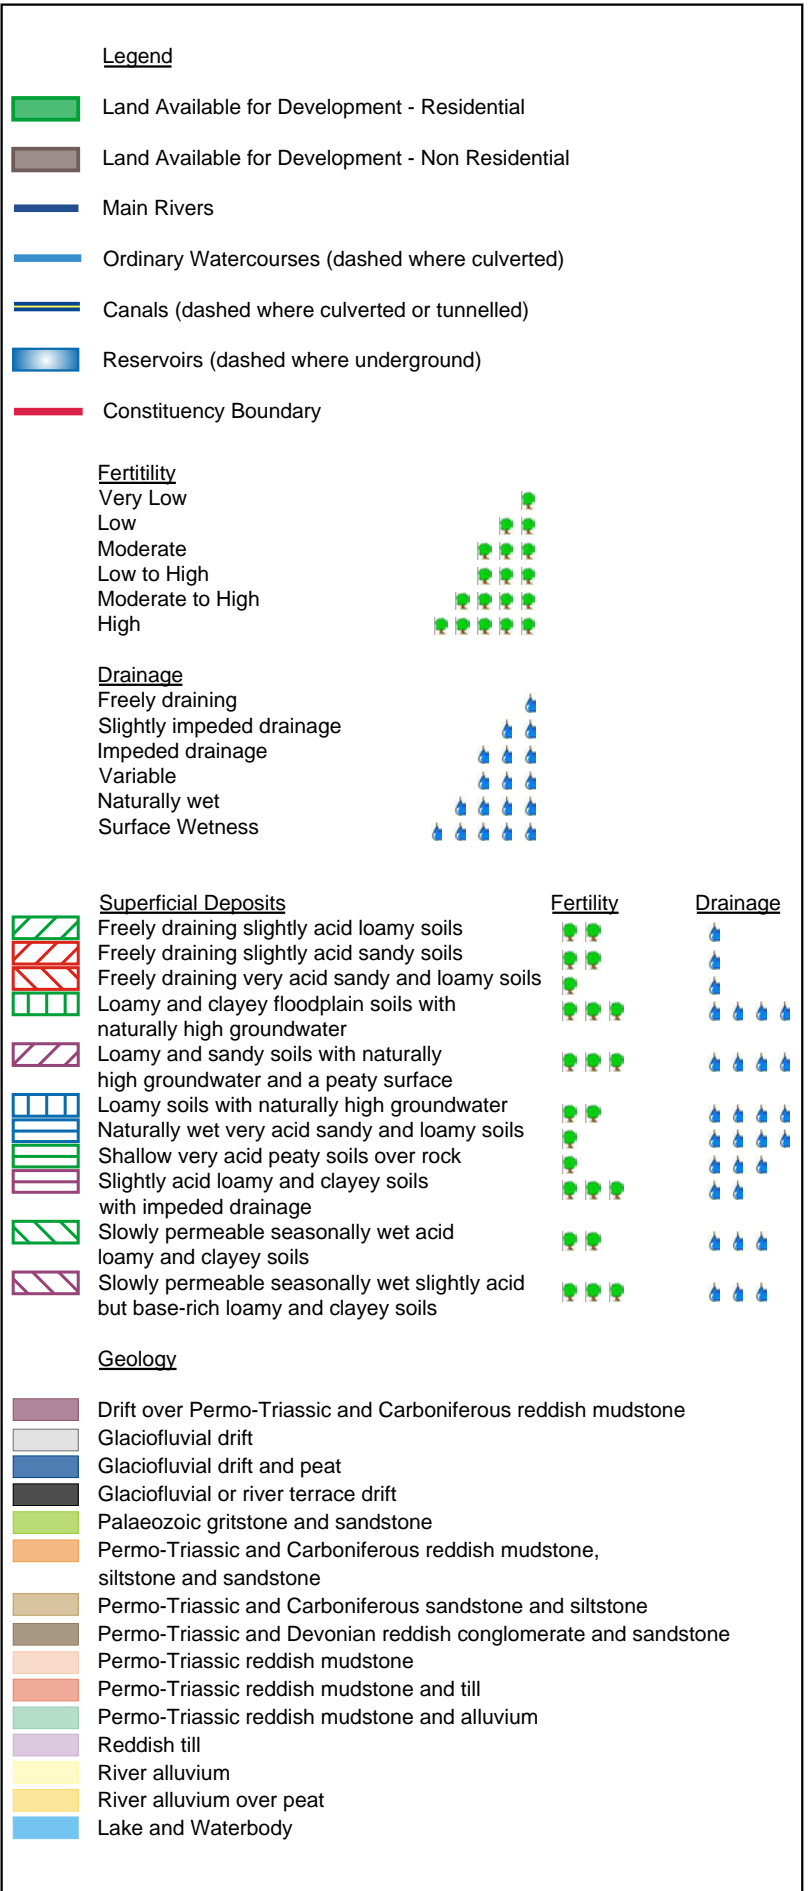 Legend
Land Available for Development - Residential
Land Available for Development - Non Residential
Main Rivers
Ordinary Watercourses (dashed where culverted)
Canals (dashed where culverted or tunnelled)
Reservoirs (dashed where underground)
Constituency Boundary
Fertitility
Very Low
Low
Moderate
Low to High
Moderate to High
High
Drainage
Freely draining
Slightly impeded drainage
Impeded drainage
Variable
Naturally wet
Surface Wetness
Superficial Deposits Fertility Drainage
Freely draining slightly acid loamy soils
Freely draining slightly acid sandy soils
Freely draining very acid sandy and loamy soils
Loamy and clayey floodplain soils with
naturally high groundwater
Loamy and sandy soils with naturally
high groundwater and a peaty surface
Loamy soils with naturally high groundwater
Naturally wet very acid sandy and loamy soils
Shallow very acid peaty soils over rock
Slightly acid loamy and clayey soils
with impeded drainage
Slowly permeable seasonally wet acid
loamy and clayey soils
Slowly permeable seasonally wet slightly acid
but base-rich loamy and clayey soils
Geology
Drift over Permo-Triassic and Carboniferous reddish mudstone
Glaciofluvial drift
Glaciofluvial drift and peat
Glaciofluvial or river terrace drift
Palaeozoic gritstone and sandstone
Permo-Triassic and Carboniferous reddish mudstone,
siltstone and sandstone
Permo-Triassic and Carboniferous sandstone and siltstone
Permo-Triassic and Devonian reddish conglomerate and sandstone
Permo-Triassic reddish mudstone
Permo-Triassic reddish mudstone and till
Permo-Triassic reddish mudstone and alluvium
Reddish till
River alluvium
River alluvium over peat
Lake and Waterbody